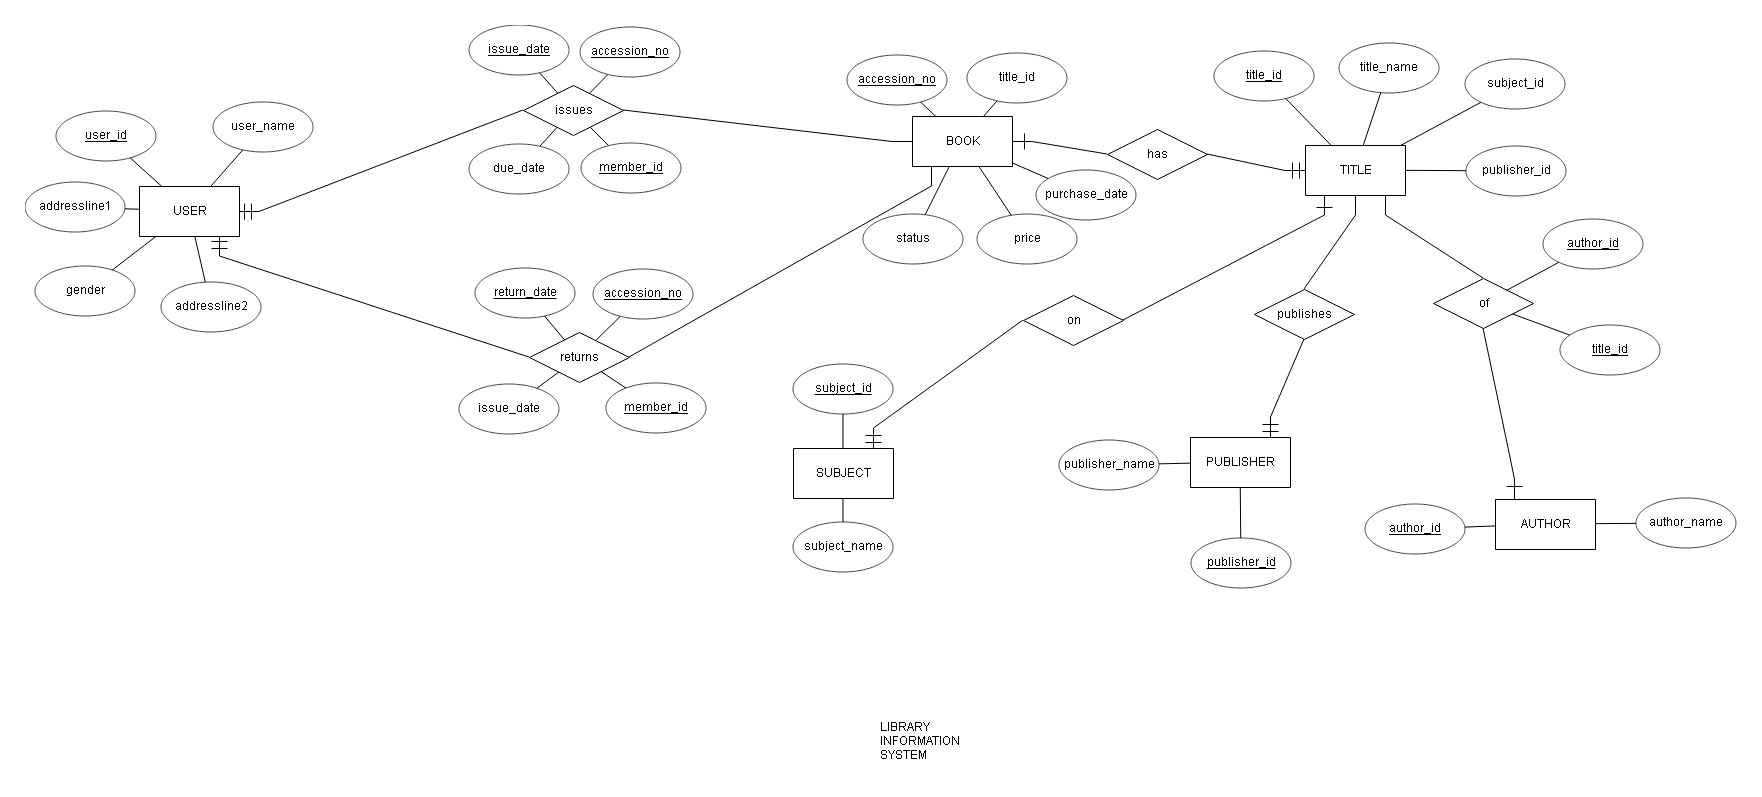 issue_date
accession_no
issues
due_date
member_id
user_id
user_name
addressline1
USER
gender
addressline2
return_date
accession_no
returns
issue_date
member_id
accession_no
title_id
BOOK
purchase_date
status
price
has
title_id
title_name
subject_id
TITLE
publisher_id
on
publishes
of
author_id
title_id
subject_id
SUBJECT
subject_name
publisher_name
PUBLISHER
publisher_id
author_id
AUTHOR
author_name
LIBRARY
INFORMATION
SYSTEM